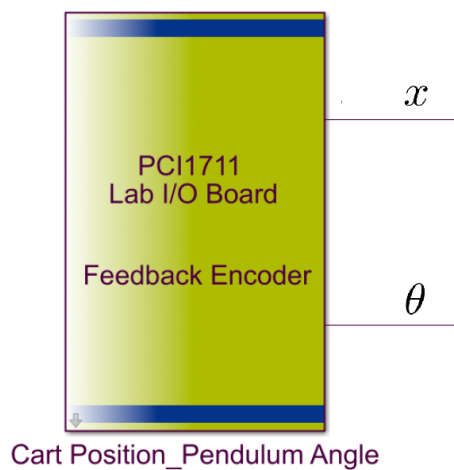 x
PCI1711
Lab I/O Board
Feedback Encoder
θ
Cart Position_Pendulum Angle